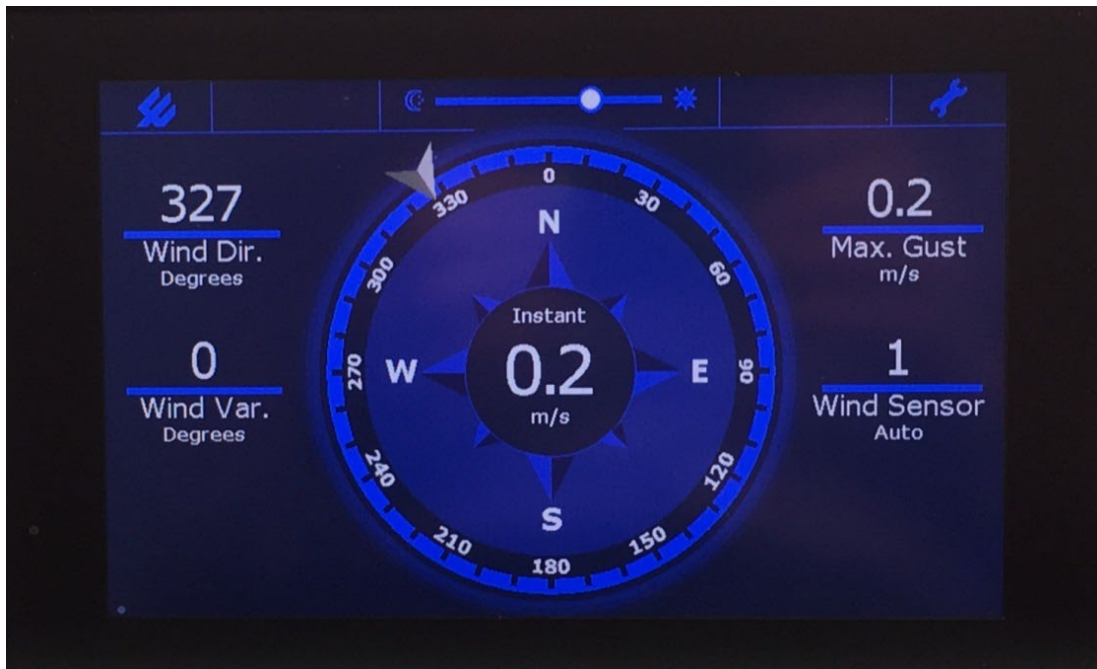 327
Wind Dir.
Degrees
0
Wind Var.
Degrees
0
30
60
90
120
150
180
210
240
270
300
330
N
E
S
W
Instant
0.2
m/s
0.2
Max. Gust
m/s
1
Wind Sensor
Auto